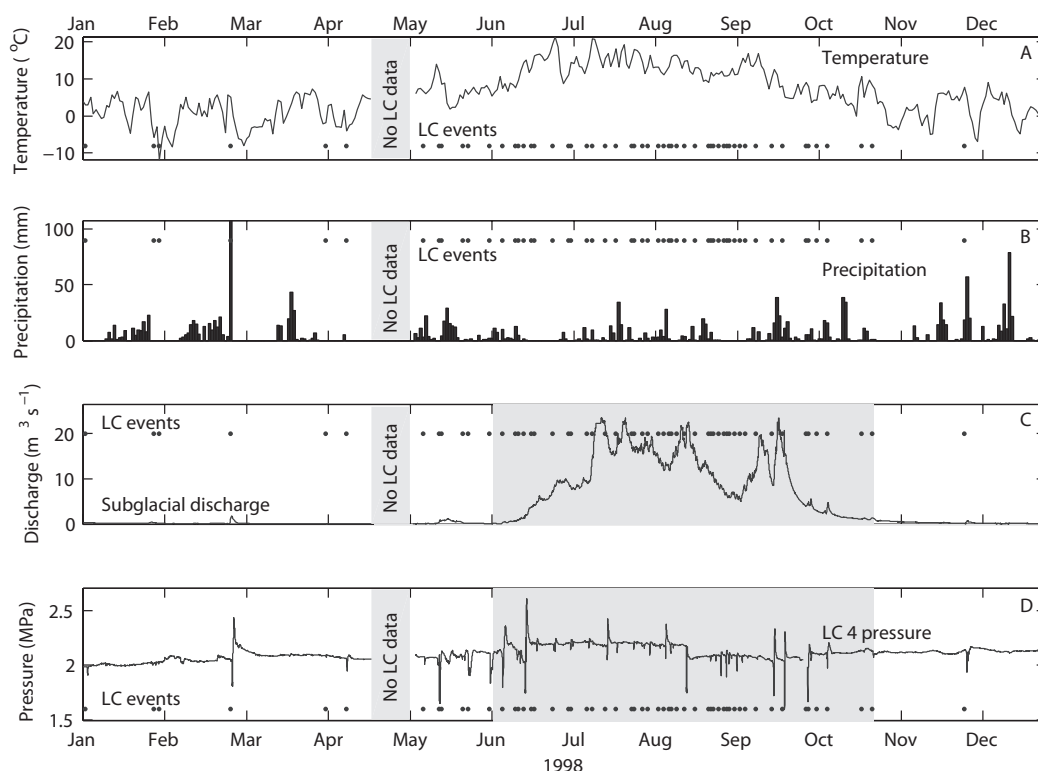 Jan Feb Mar Apr May Jun Jul Aug Sep Oct Nov Dec
Temperature ( °C)
20
10
0
−10
A
Temperature
LC events
No LC data
Precipitation (mm)
100
50
0
B
LC events
Precipitation
No LC data
Discharge (m³ s⁻¹)
20
10
0
C
LC events
Subglacial discharge
No LC data
Pressure (MPa)
2.5
2
1.5
D
LC 4 pressure
LC events
No LC data
Jan Feb Mar Apr May Jun Jul Aug Sep Oct Nov Dec
1998